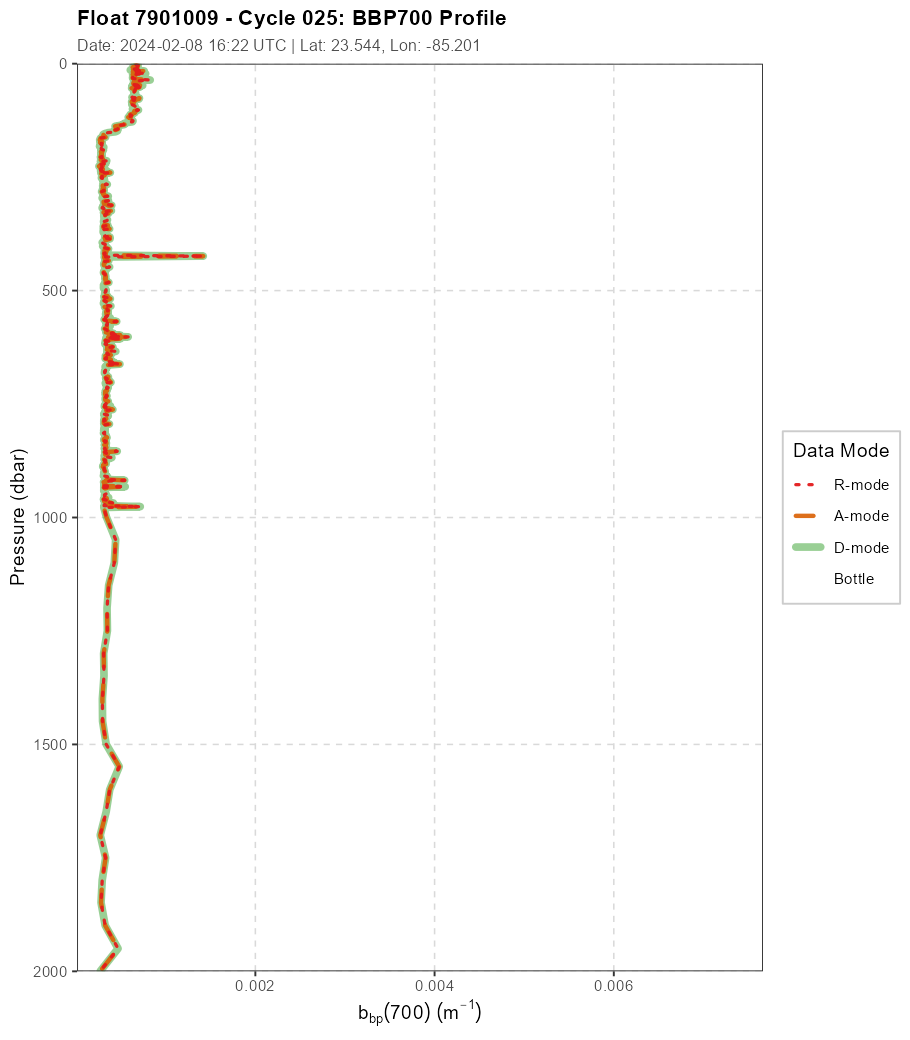 Float 7901009 - Cycle 025: BBP700 Profile
Date: 2024-02-08 16:22 UTC | Lat: 23.544, Lon: -85.201
0
500
1000
1500
2000
Pressure (dbar)
0.002
0.004
0.006
b_bp(700) (m⁻¹)
Data Mode
R-mode
A-mode
D-mode
Bottle